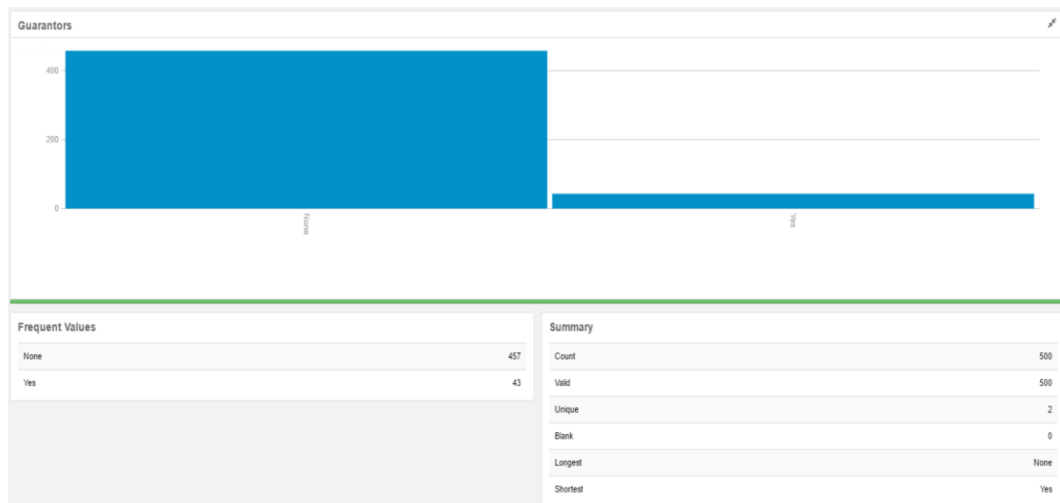 Guarantors
400
200
0
None
Yes
Frequent Values
None 457
Yes 43
Summary
Count 500
Valid 500
Unique 2
Blank 0
Longest None
Shortest Yes